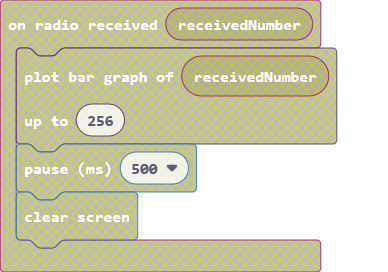 on radio received receivedNumber
plot bar graph of receivedNumber
up to 256
pause (ms) 500
clear screen